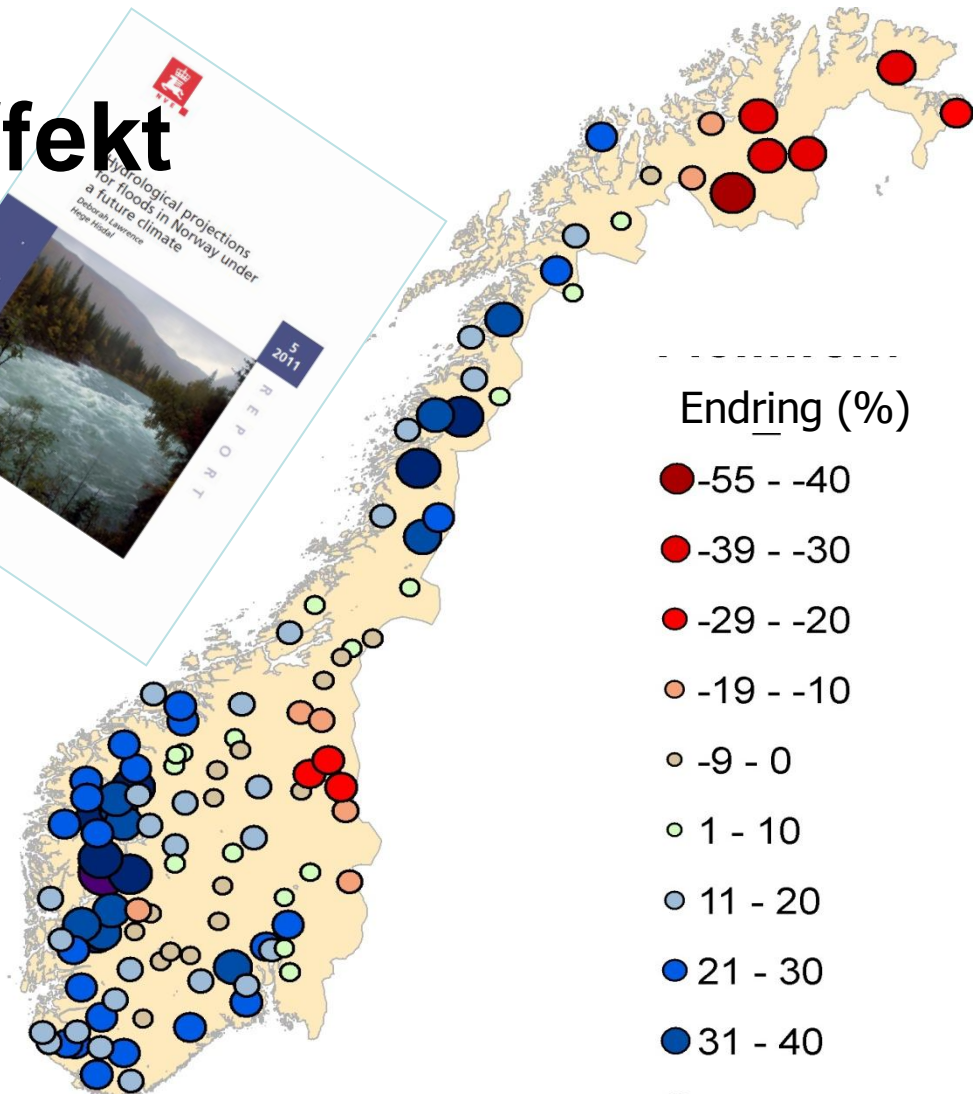 fekt
NVE
Hydrological projections
for floods in Norway under
a future climate
Deborah Lawrence
Hege Hisdal
5
2011
REPORT
Endring (%)
-55 - -40
-39 - -30
-29 - -20
-19 - -10
-9 - 0
1 - 10
11 - 20
21 - 30
31 - 40